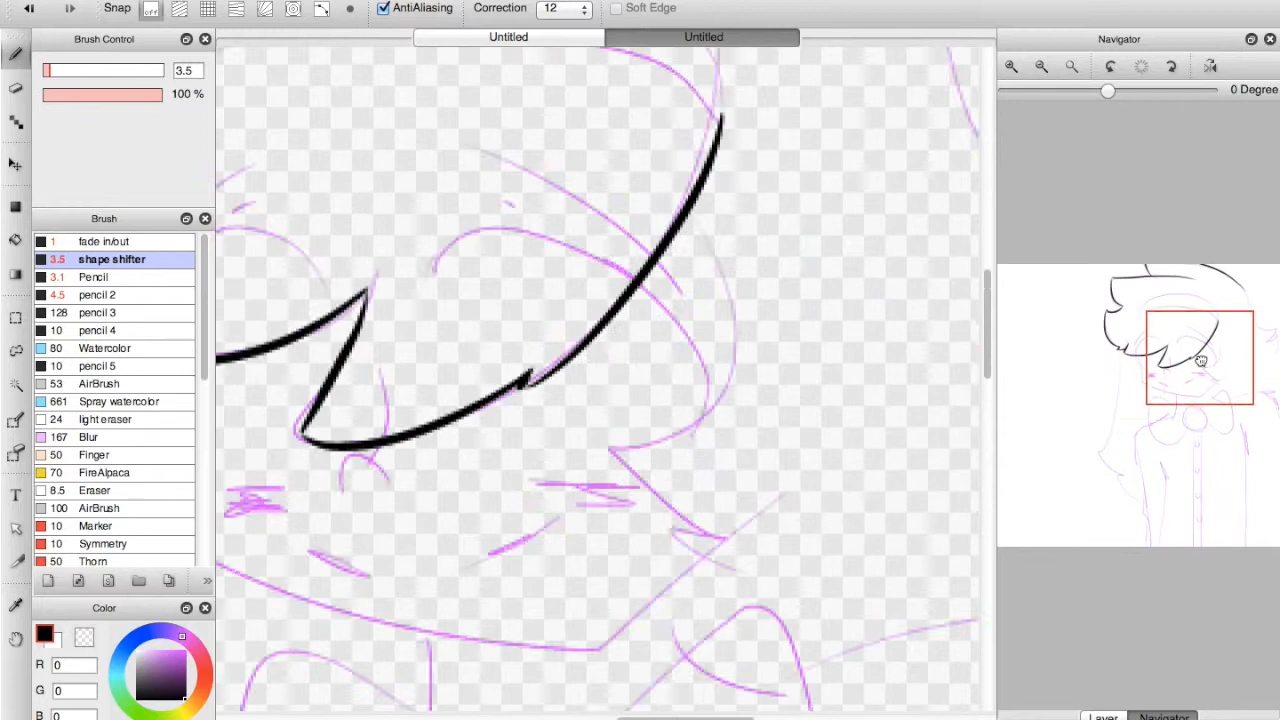 Snap off AntiAliasing Correction 12 Soft Edge
Brush Control
3.5
100 %
Brush
1 fade in/out
3.5 shape shifter
3.1 Pencil
4.5 pencil 2
128 pencil 3
10 pencil 4
80 Watercolor
10 pencil 5
53 AirBrush
661 Spray watercolor
24 light eraser
167 Blur
50 Finger
70 FireAlpaca
8.5 Eraser
100 AirBrush
10 Marker
10 Symmetry
50 Thorn
Color
R 0
G 0
B 0
Untitled Untitled
Navigator
0 Degree
Layer Navigator